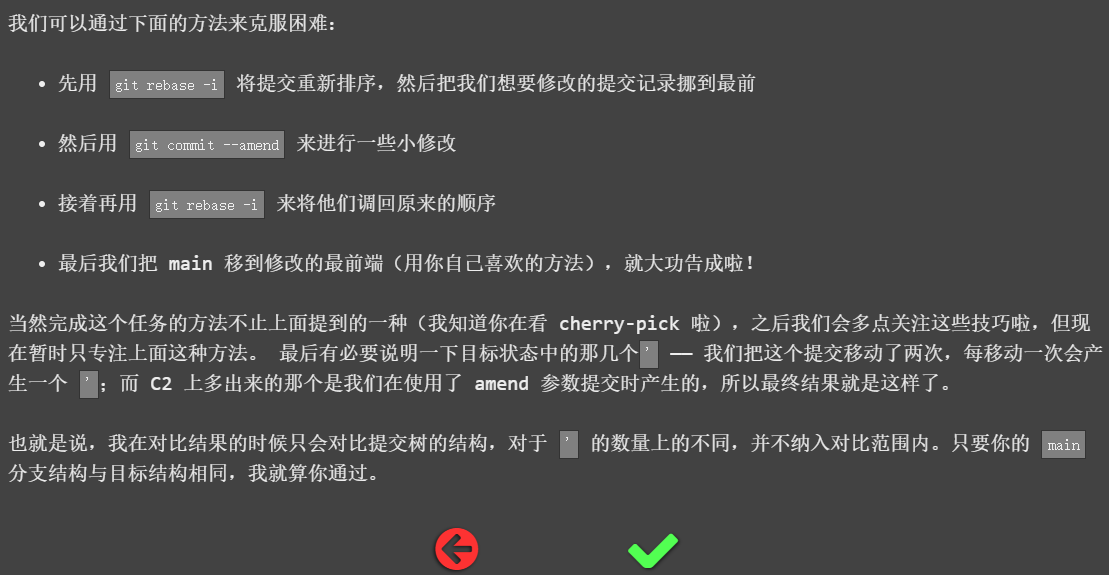 我们可以通过下面的方法来克服困难：
先用 git rebase -i 将提交重新排序，然后把我们想要修改的提交记录挪到最前
然后用 git commit --amend 来进行一些小修改
接着再用 git rebase -i 来将他们调回原来的顺序
最后我们把 main 移到修改的最前端（用你自己喜欢的方法），就大功告成啦！
当然完成这个任务的方法不止上面提到的一种（我知道你在看 cherry-pick 啦），之后我们会多点关注这些技巧啦，但现
在暂时只专注上面这种方法。 最后有必要说明一下目标状态中的那几个' —— 我们把这个提交移动了两次，每移动一次会产
生一个 '；而 C2 上多出来的那个是我们在使用了 amend 参数提交时产生的，所以最终结果就是这样了。
也就是说，我在对比结果的时候只会对比提交树的结构，对于 ' 的数量上的不同，并不纳入对比范围内。只要你的 main
分支结构与目标结构相同，我就算你通过。